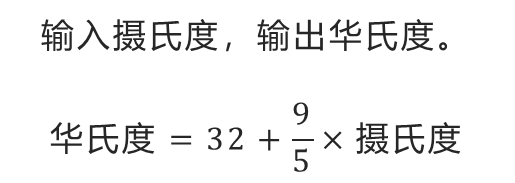 输入摄氏度，输出华氏度。
华氏度 = 32 + 9/5 × 摄氏度